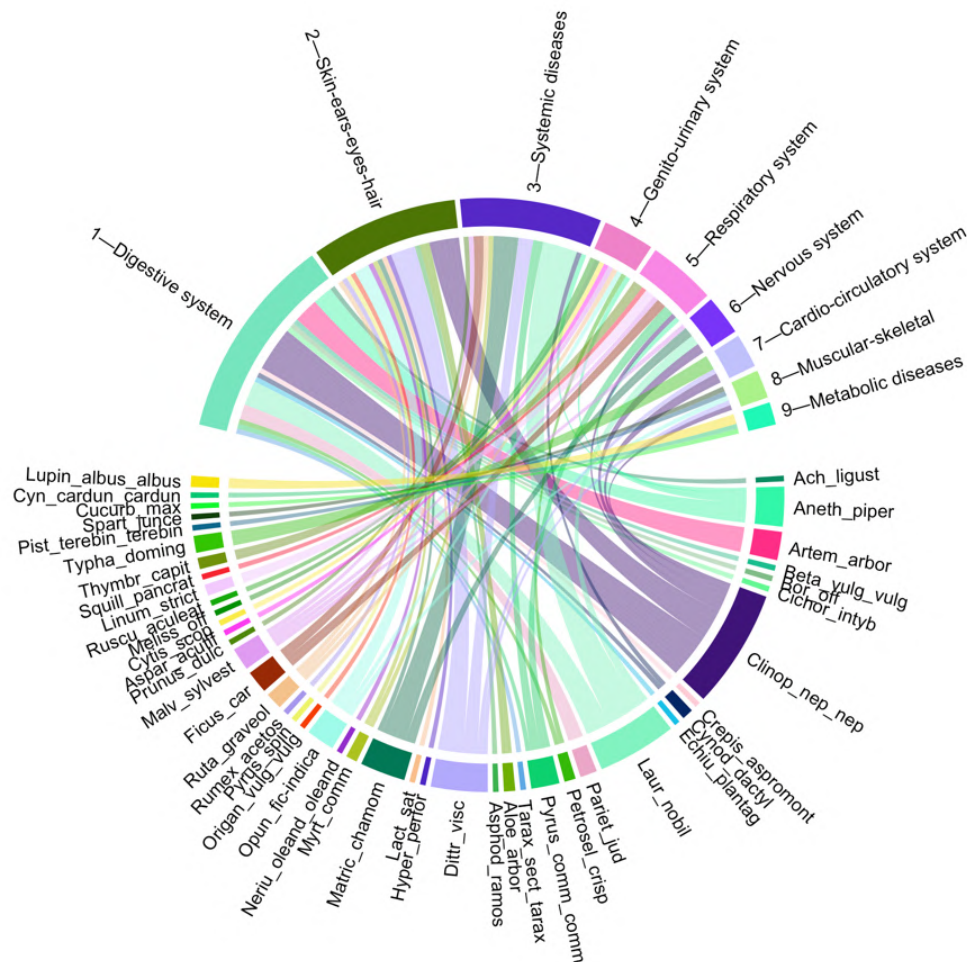 1—Digestive system
2—Skin-ears-eyes-hair
3—Systemic diseases
4—Genito-urinary system
5—Respiratory system
6—Nervous system
7—Cardio-circulatory system
8—Muscular-skeletal
9—Metabolic diseases
Ach_ligust
Aneth_piper
Artem_arbor
Beta_vulg_vulg
Bor_off
Cichor_intyb
Clinop_nep_nep
Crepis_aspromont
Cynod_dactyl
Echiu_plantag
Laur_nobil
Pariet_jud
Petrosel_crisp
Pyrus_comm_comm
Tarax_sect_tarax
Aloe_arbor
Asphod_ramos
Dittr_visc
Hyper_perfor
Lact_sat
Matric_chamom
Myrt_comm
Neriu_oleand_oleand
Opun_fic-indica
Origan_vulg_vulg
Pyrus_spin
Rumex_acetos
Ruta_graveol
Ficus_car
Malv_sylvest
Prunus_dulc
Aspar_acutif
Cytis_scop
Meliss_off
Ruscu_aculeat
Linum_strict
Squill_pancrat
Thymbr_capit
Typha_doming
Pist_terebin_terebin
Spart_junce
Cucurb_max
Cyn_cardun_cardun
Lupin_albus_albus